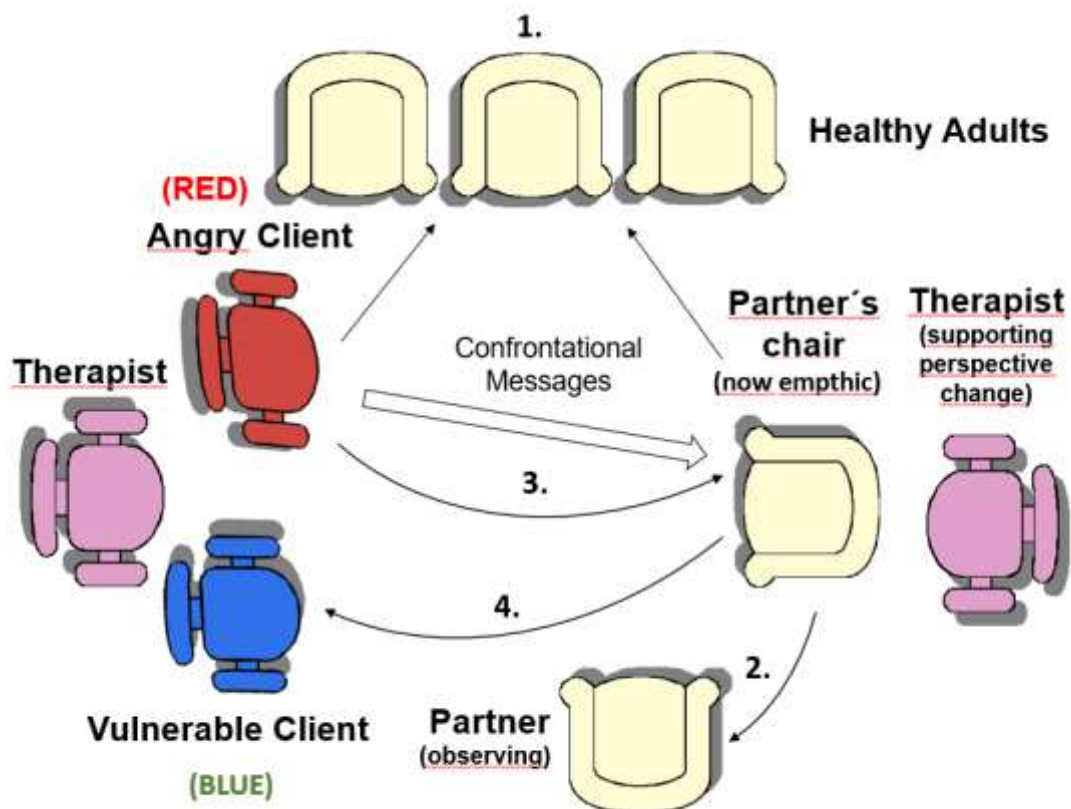 1.
Healthy Adults
(RED)
Angry Client
Therapist
Confrontational
Messages
Partner´s
chair
(now empthic)
Therapist
(supporting
perspective
change)
3.
4.
2.
Vulnerable Client
(BLUE)
Partner
(observing)